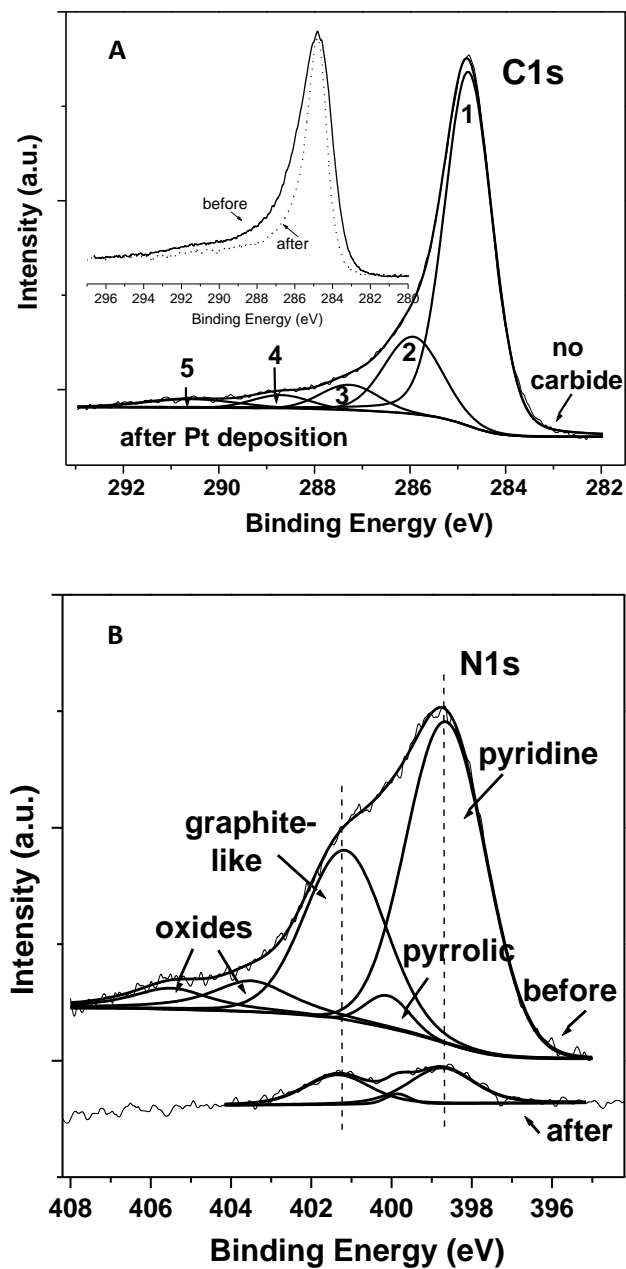 A
C1s
1
before
after
296 294 292 290 288 286 284 282 280
Binding Energy (eV)
2
3
4
5
no
carbide
after Pt deposition
292 290 288 286 284 282
Binding Energy (eV)
Intensity (a.u.)
B
N1s
pyridine
graphite-
like
oxides
pyrrolic
before
after
408 406 404 402 400 398 396
Binding Energy (eV)
Intensity (a.u.)